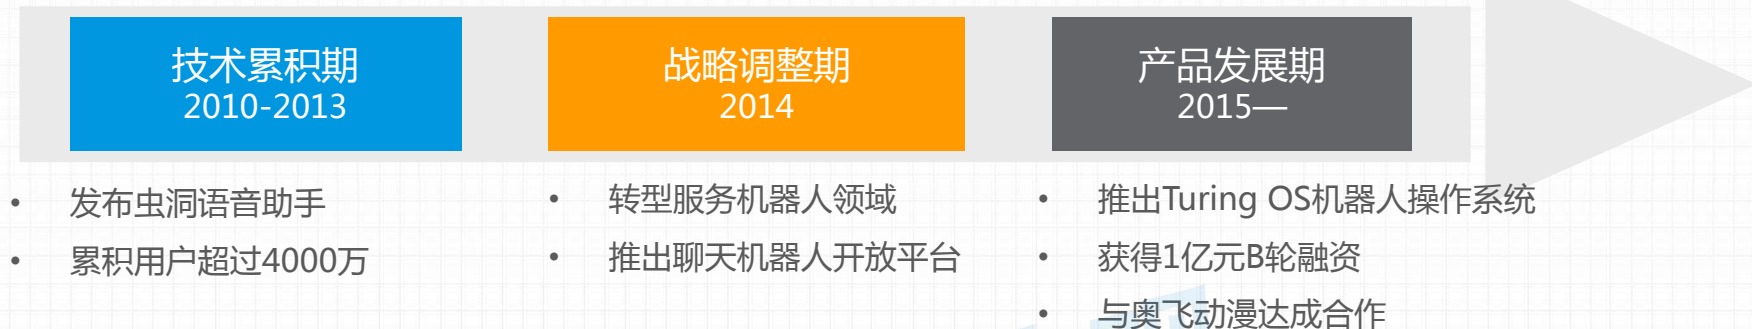 技术累积期
2010-2013
战略调整期
2014
产品发展期
2015—
• 发布虫洞语音助手
• 累积用户超过4000万
• 转型服务机器人领域
• 推出聊天机器人开放平台
• 推出Turing OS机器人操作系统
• 获得1亿元B轮融资
• 与奥飞动漫达成合作